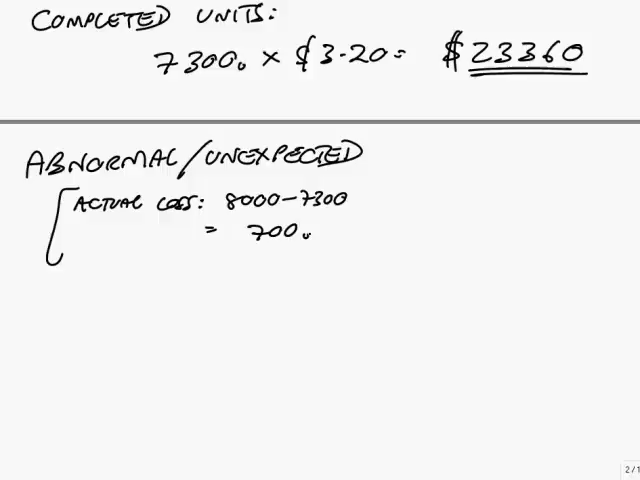 COMPLETED UNITS:
7300u × $3.20 = $23360
ABNORMAL/UNEXPECTED
ACTUAL LOSS: 8000-7300
= 700u
2/1